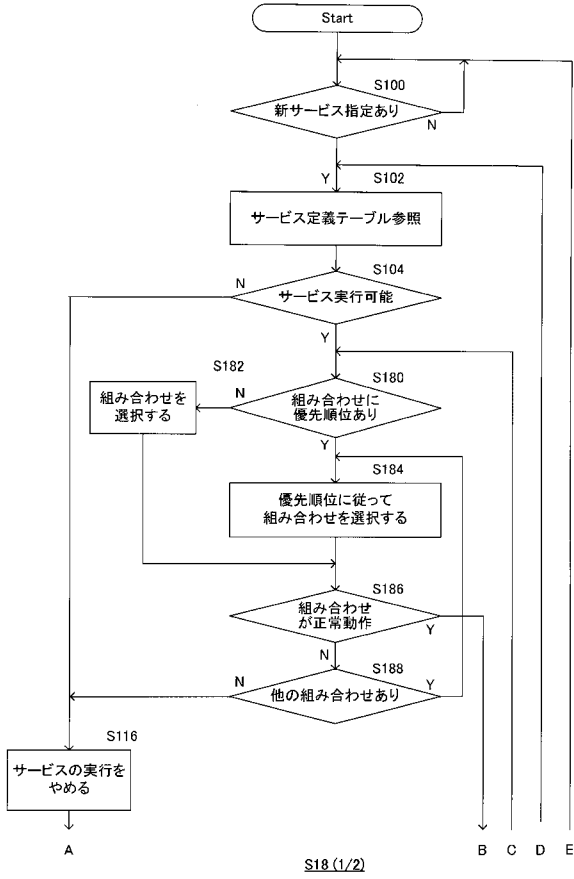 Start
S100
新サービス指定あり
N
Y
S102
サービス定義テーブル参照
S104
N
サービス実行可能
Y
S182
S180
組み合わせを
選択する
N
組み合わせに
優先順位あり
Y
S184
優先順位に従って
組み合わせを選択する
S186
組み合わせ
が正常動作
Y
N
S188
N
他の組み合わせあり
Y
S116
サービスの実行を
やめる
A
B
C
D
E
S18(1/2)